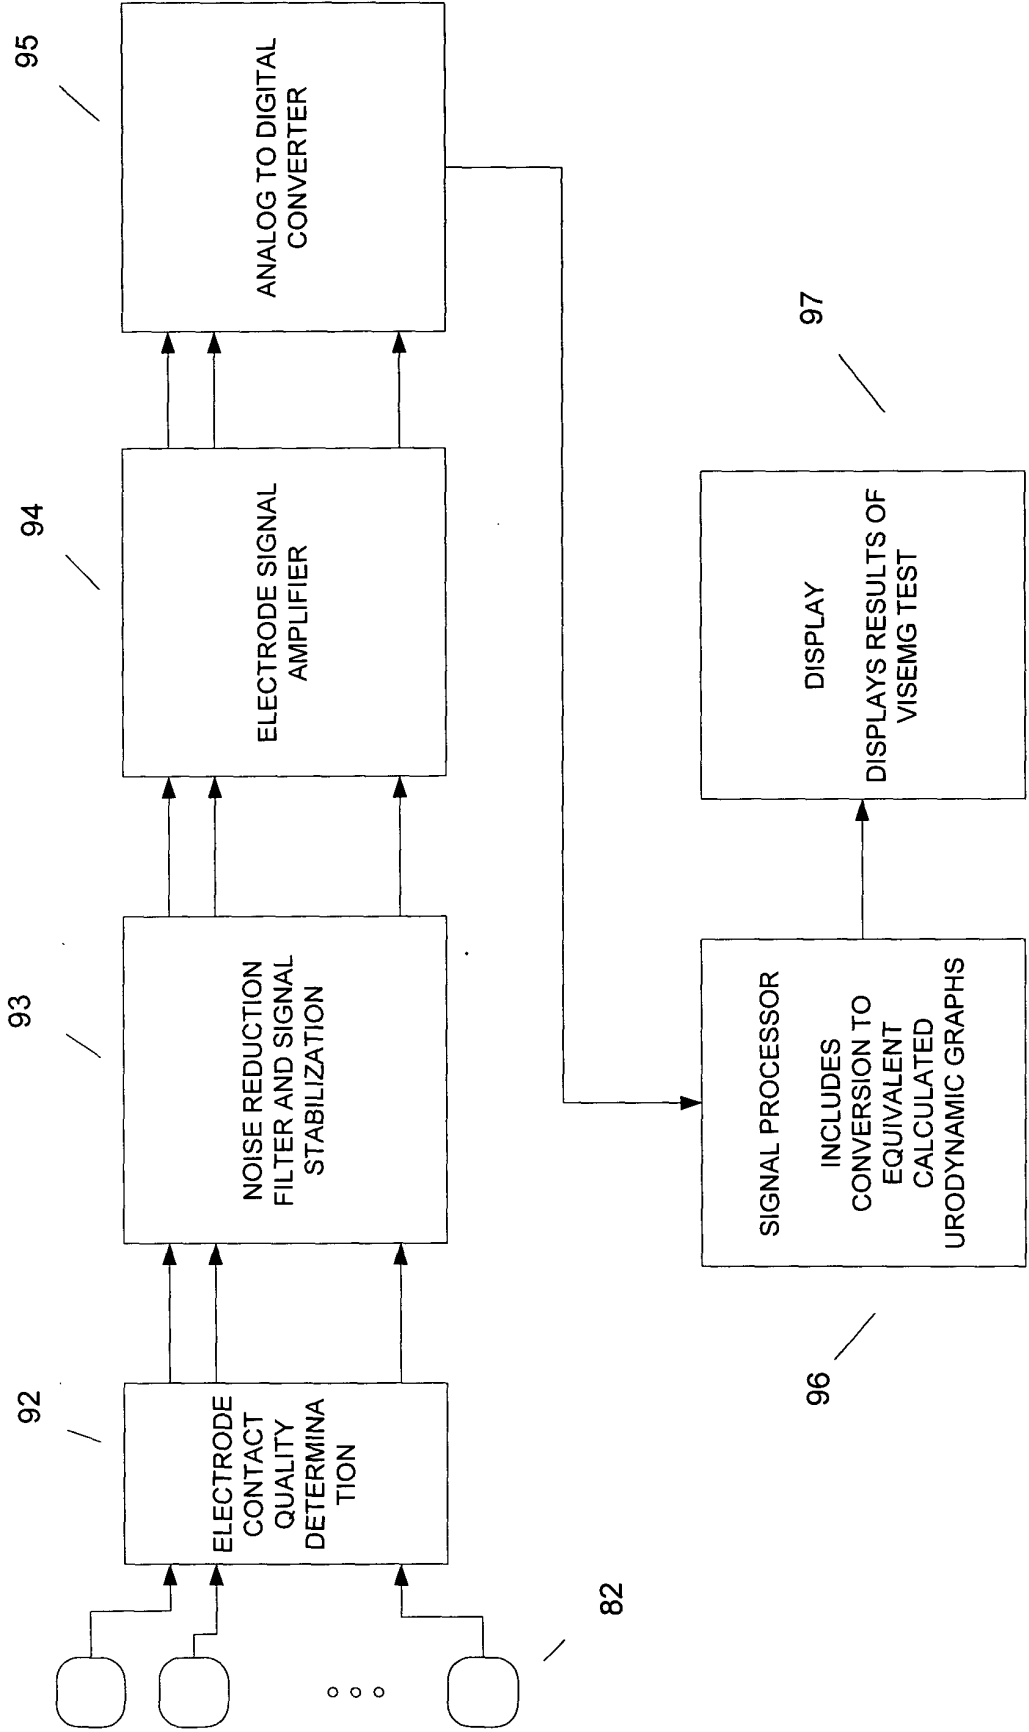 92
93
94
95
ELECTRODE
CONTACT
QUALITY
DETERMINA
TION
NOISE REDUCTION
FILTER AND SIGNAL
STABILIZATION
ELECTRODE SIGNAL
AMPLIFIER
ANALOG TO DIGITAL
CONVERTER
82
96
97
SIGNAL PROCESSOR
INCLUDES
CONVERSION TO
EQUIVALENT
CALCULATED
URODYNAMIC GRAPHS
DISPLAY
DISPLAYS RESULTS OF
VISEMG TEST